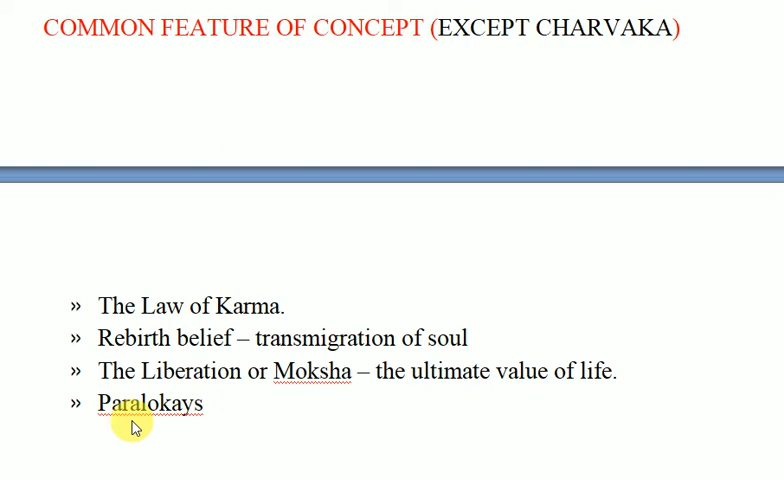 COMMON FEATURE OF CONCEPT (EXCEPT CHARVAKA)
» The Law of Karma.
» Rebirth belief – transmigration of soul
» The Liberation or Moksha – the ultimate value of life.
» Paralokays